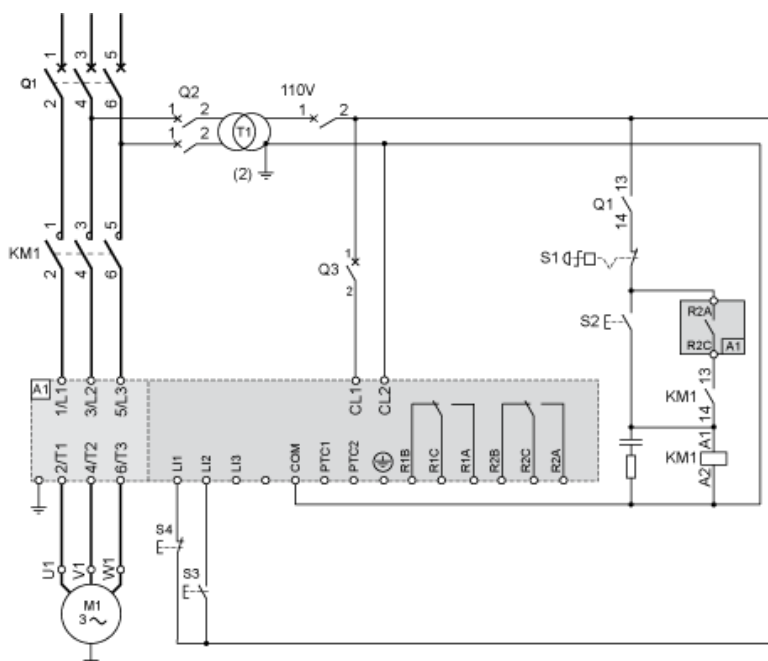 1 3 5
Q1
2 4 6
Q2
1 2
1 2
T1
(2)
110V
1 2
1 3 5
KM1
2 4 6
Q3
1
2
13
Q1
14
S1
S2
R2A
R2C
A1
13
KM1
14
A1
KM1
A2
A1
1/L1 3/L2 5/L3
CL1 CL2
2/T1 4/T2 6/T3
LI1 LI2 LI3 COM PTC1 PTC2 R1B R1C R1A R2B R2C R2A
S4
S3
U1 V1 W1
M1
3 ~